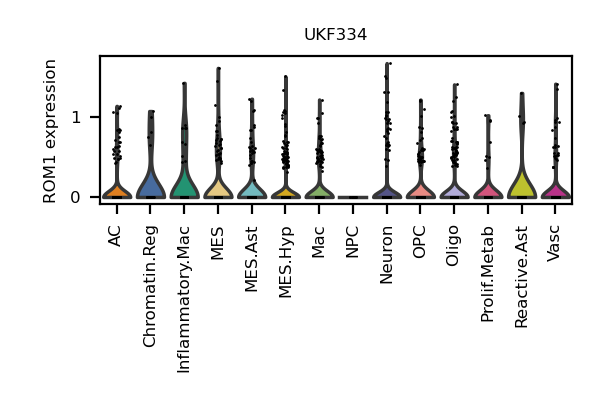 UKF334
ROM1 expression
1
0
AC
Chromatin.Reg
Inflammatory.Mac
MES
MES.Ast
MES.Hyp
Mac
NPC
Neuron
OPC
Oligo
Prolif.Metab
Reactive.Ast
Vasc